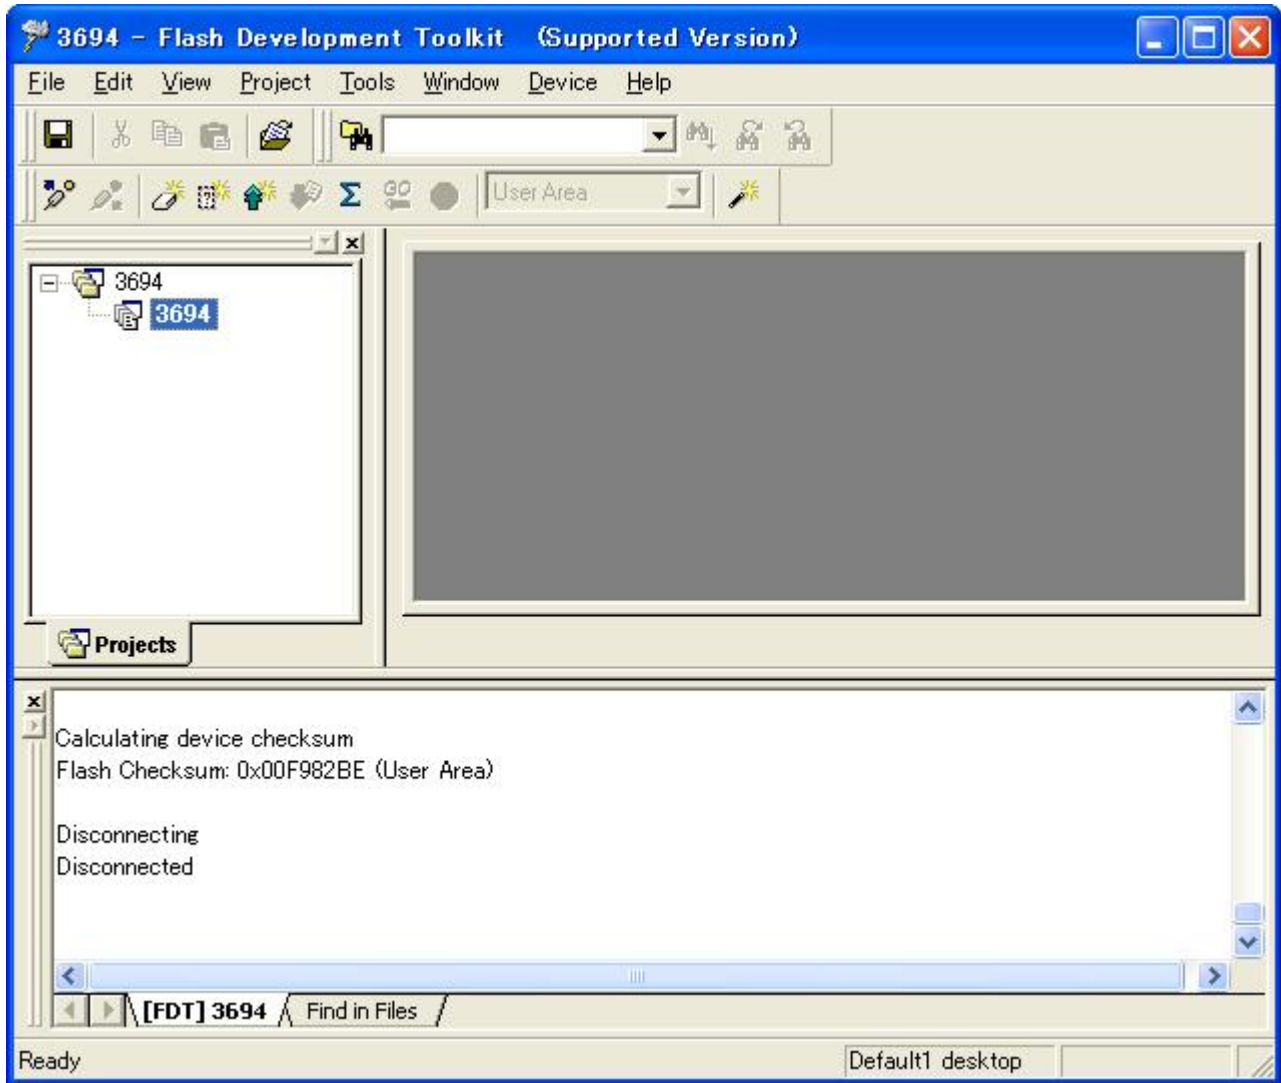 3694 - Flash Development Toolkit (Supported Version)
File Edit View Project Tools Window Device Help
User Area
3694
3694
Projects
Calculating device checksum
Flash Checksum: 0x00F982BE (User Area)
Disconnecting
Disconnected
[FDT] 3694 Find in Files
Ready Default1 desktop